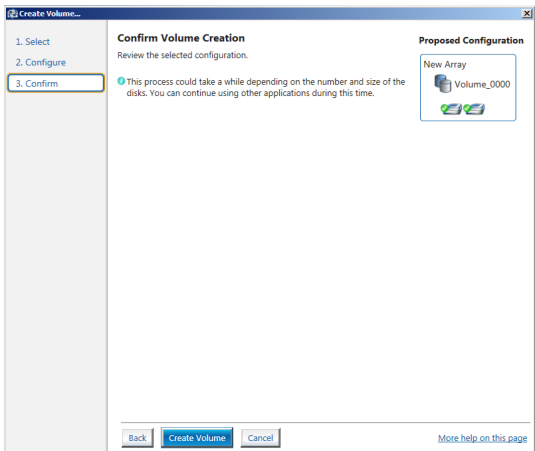 Create Volume...
1. Select
2. Configure
3. Confirm
Confirm Volume Creation
Review the selected configuration.
This process could take a while depending on the number and size of the
disks. You can continue using other applications during this time.
Proposed Configuration
New Array
Volume_0000
Back
Create Volume
Cancel
More help on this page